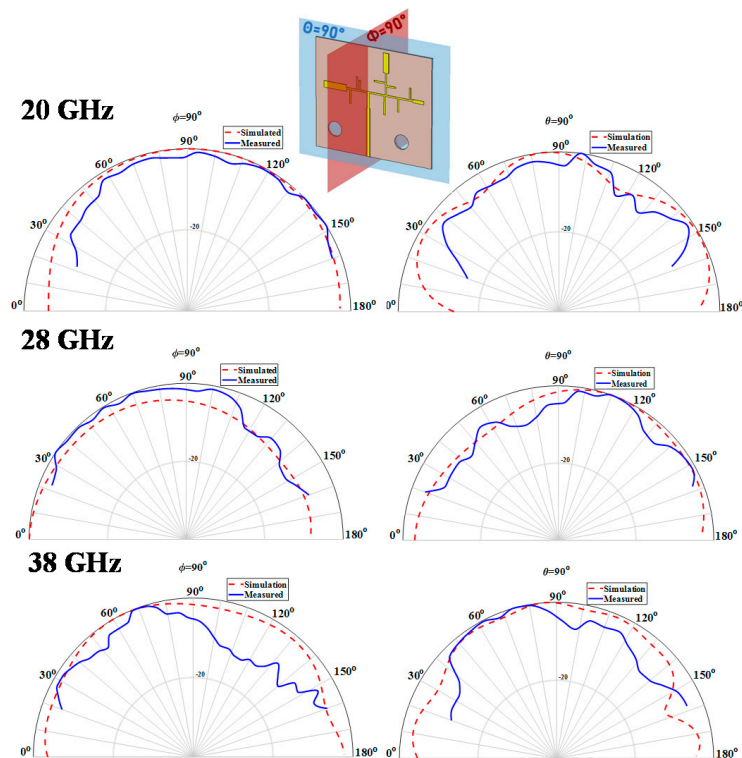 Θ=90°
Φ=90°
20 GHz
ϕ=90°
Simulated
Measured
0°
30°
60°
90°
120°
150°
180°
-20
θ=90°
Simulation
Measured
0°
30°
60°
90°
120°
150°
180°
-20
28 GHz
ϕ=90°
Simulated
Measured
0°
30°
60°
90°
120°
150°
180°
-20
θ=90°
Simulation
Measured
0°
30°
60°
90°
120°
150°
180°
-20
38 GHz
ϕ=90°
Simulation
Measured
0°
30°
60°
90°
120°
150°
180°
-20
θ=90°
Simulation
Measured
0°
30°
60°
90°
120°
150°
180°
-20